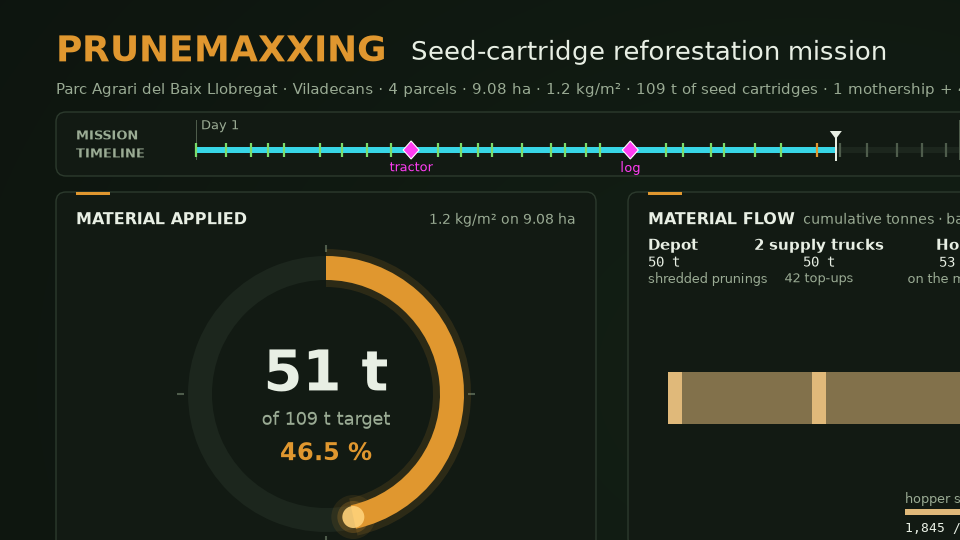 PRUNEMAXXING Seed-cartridge reforestation mission
Parc Agrari del Baix Llobregat · Viladecans · 4 parcels · 9.08 ha · 1.2 kg/m² · 109 t of seed cartridges · 1 mothership +
MISSION TIMELINE
Day 1
tractor
log
MATERIAL APPLIED
1.2 kg/m² on 9.08 ha
51 t
of 109 t target
46.5 %
MATERIAL FLOW cumulative tonnes · ba
Depot
50 t
shredded prunings
2 supply trucks
50 t
42 top-ups
Ho
53
on the m
hopper s
1,845 /